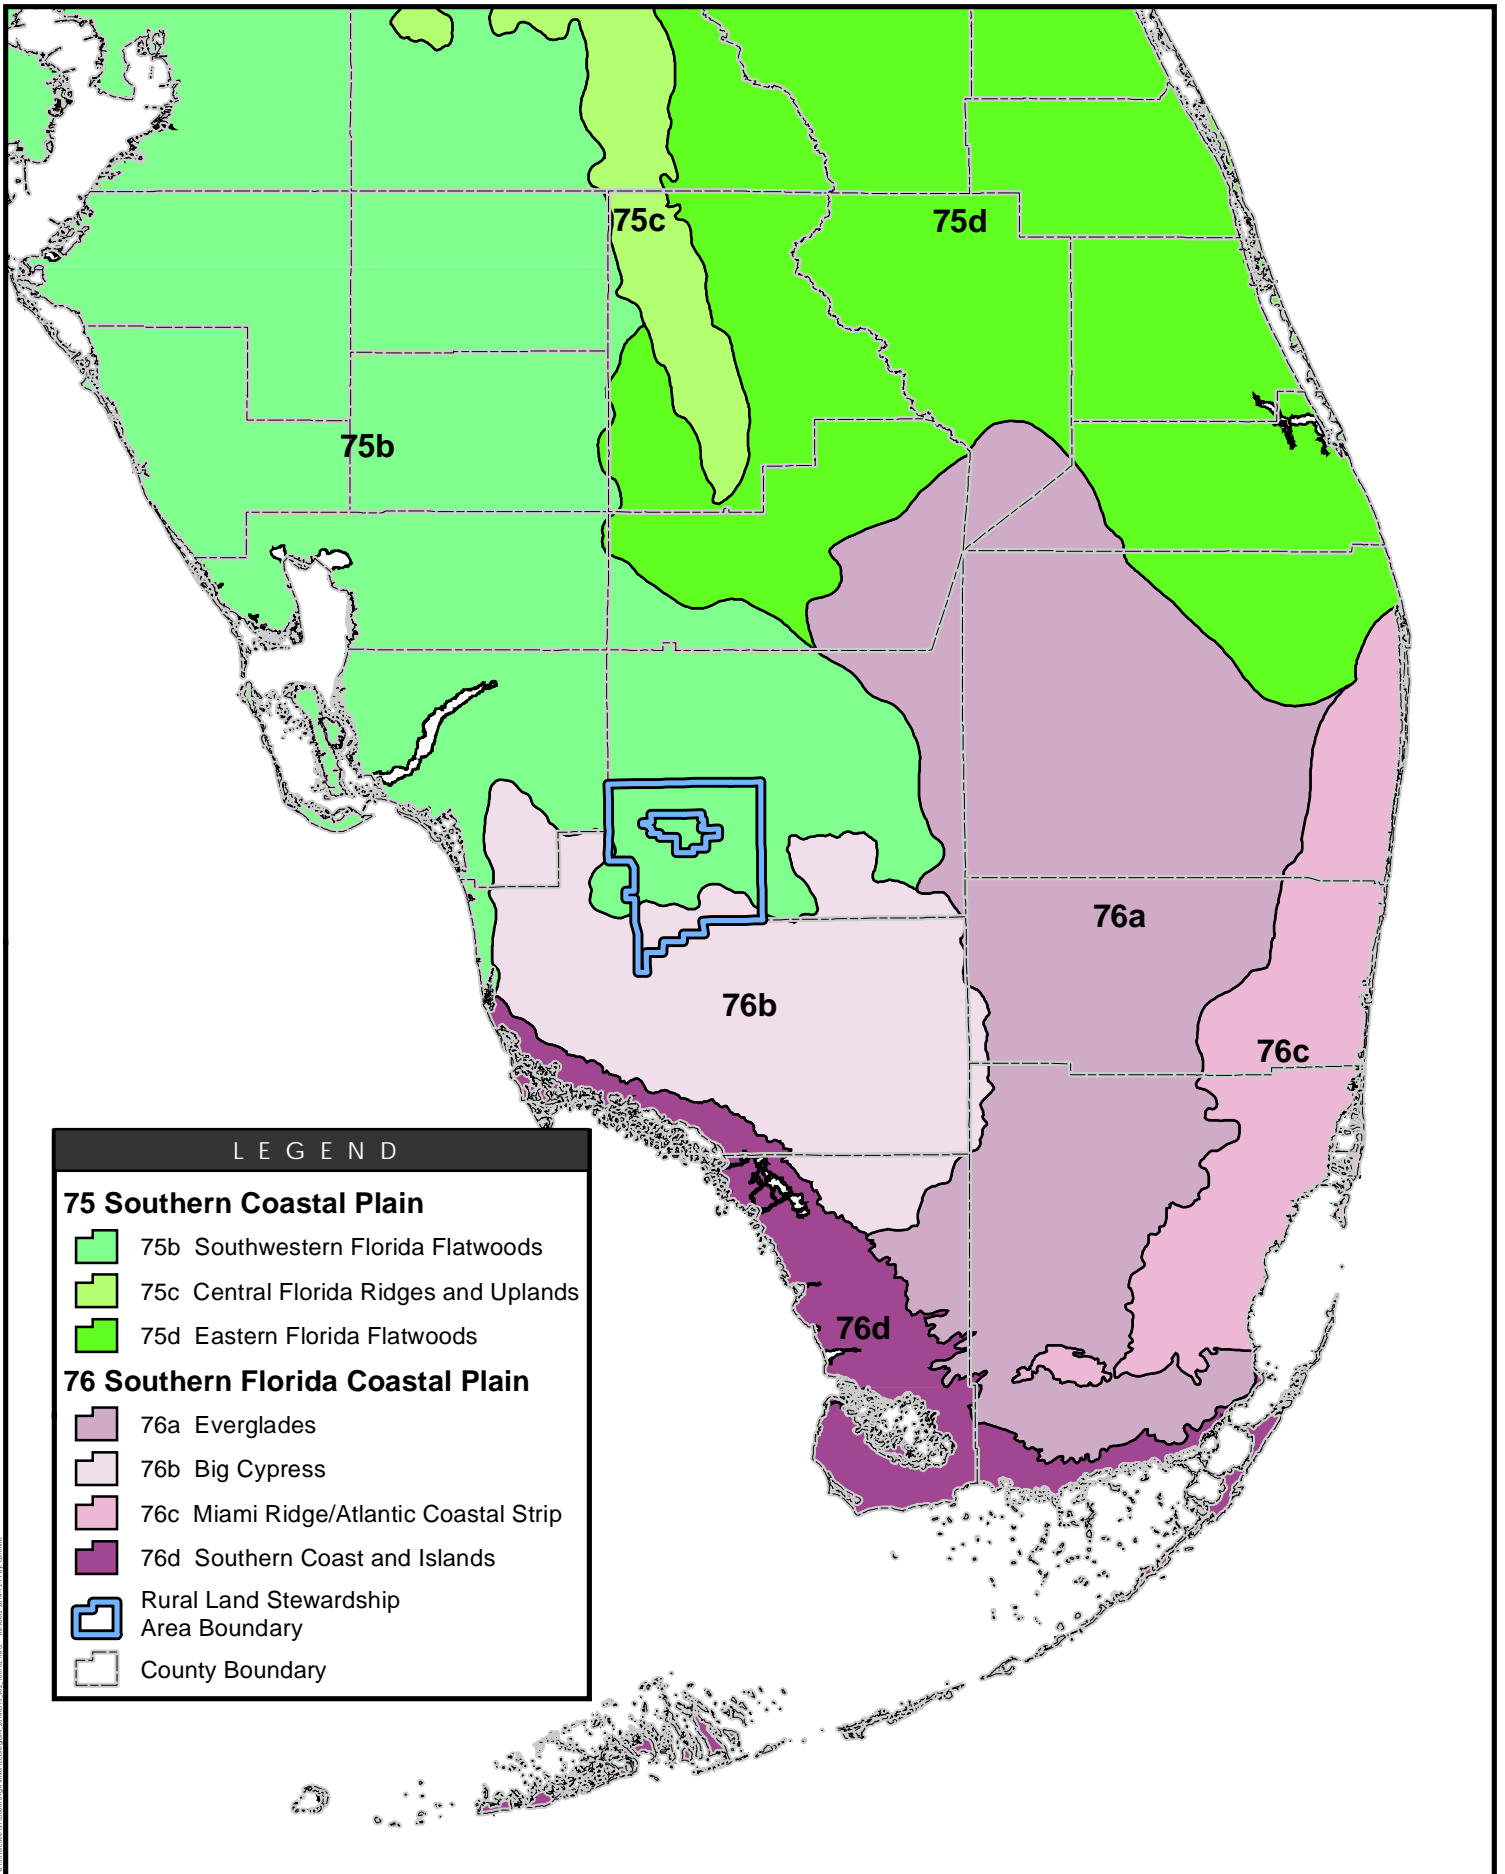 75c
75d
75b
76a
76b
76c
76d
LEGEND
75 Southern Coastal Plain
75b Southwestern Florida Flatwoods
75c Central Florida Ridges and Uplands
75d Eastern Florida Flatwoods
76 Southern Florida Coastal Plain
76a Everglades
76b Big Cypress
76c Miami Ridge/Atlantic Coastal Strip
76d Southern Coast and Islands
Rural Land Stewardship
Area Boundary
County Boundary